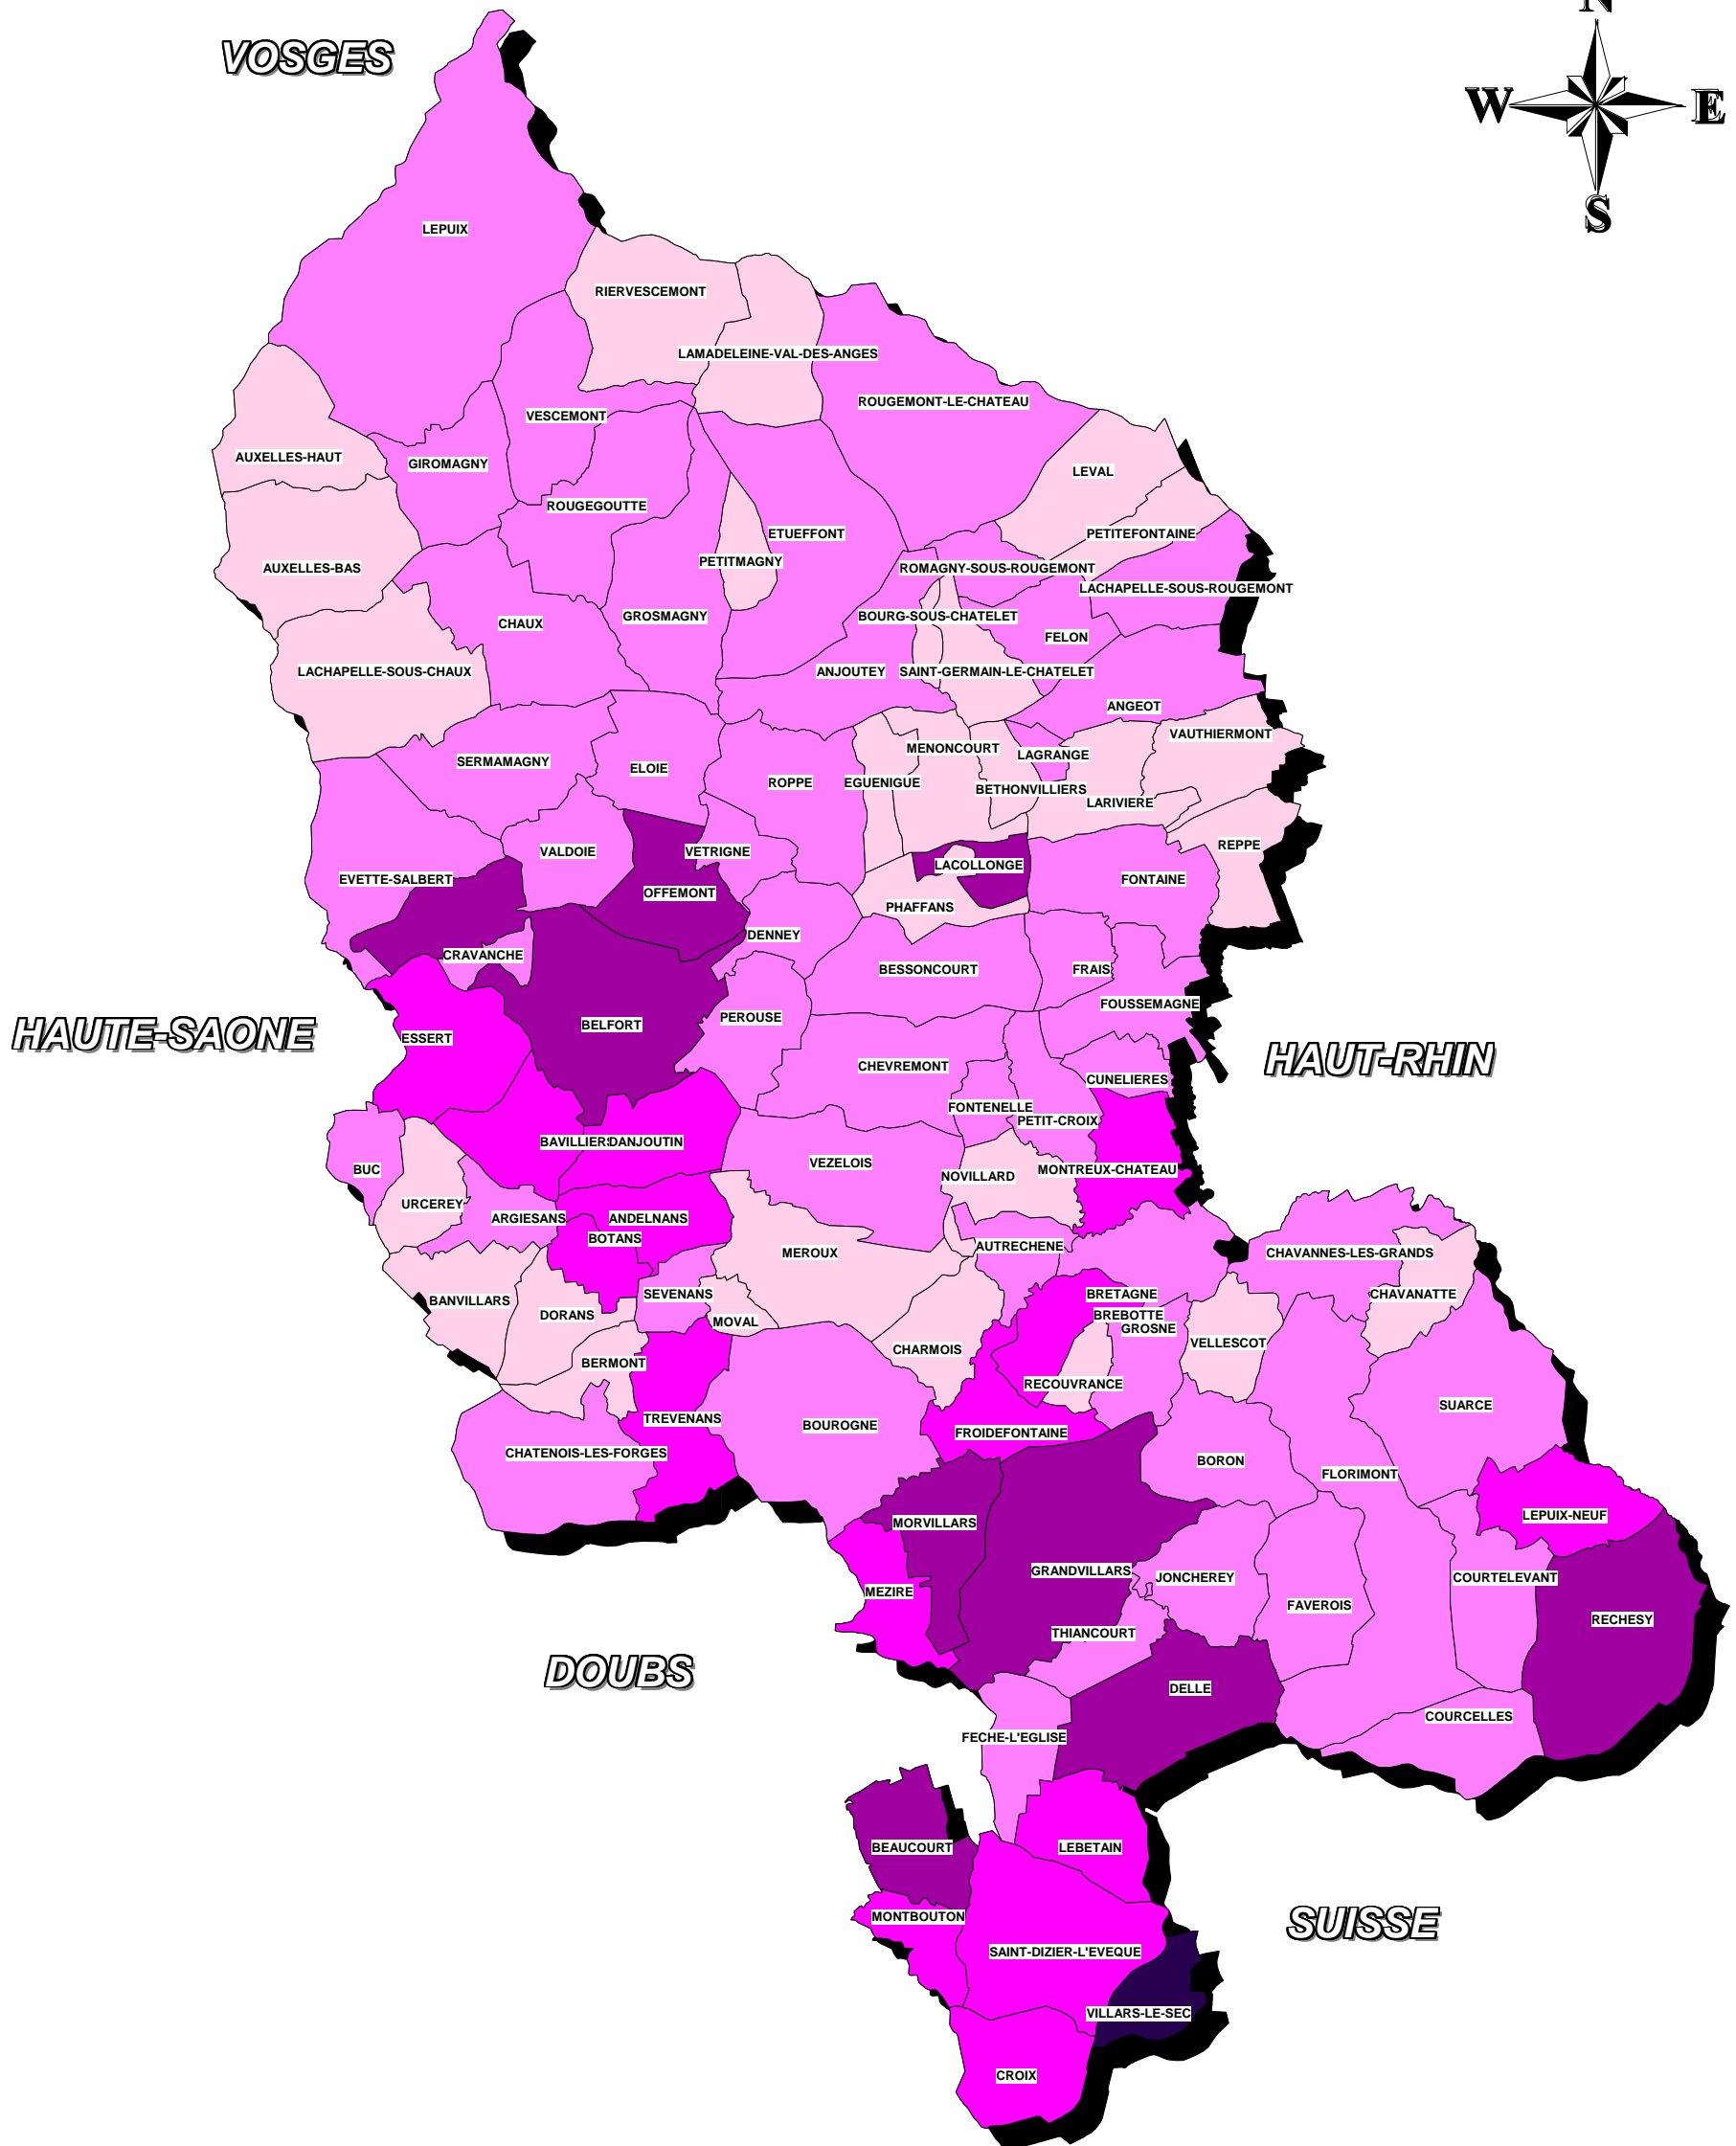 N
VOSGES
W
E
S
LEPUIX
RIERVESCEMONT
LAMADELEINE-VAL-DES-ANGES
ROUGEMONT-LE-CHATEAU
VESCEMONT
AUXELLES-HAUT
GIROMAGNY
LEVAL
ROUGEGOUTTE
ETUEFFONT
PETITEFONTAINE
PETITMAGNY
AUXELLES-BAS
ROMAGNY-SOUS-ROUGEMONT
LACHAPELLE-SOUS-ROUGEMONT
CHAUX
GROSMAGNY
BOURG-SOUS-CHATELET
FELON
LACHAPELLE-SOUS-CHAUX
ANJOUTEY
SAINT-GERMAIN-LE-CHATELET
ANGEOT
VAUTHIERMONT
MENONCOURT
LAGRANGE
SERMAMAGNY
ELOIE
ROPPE
EGUENIGUE
BETHONVILLIERS
LARIVIERE
REPPE
VALDOIE
VETRIGNE
LACOLLONGE
EVETTE-SALBERT
OFFEMONT
FONTAINE
PHAFFANS
DENNEY
CRAVANCHE
BESSONCOURT
FRAIS
FOUSSEMAGNE
PEROUSE
BELFORT
HAUTE-SAONE
ESSERT
HAUT-RHIN
CHEVREMONT
CUNELIERES
FONTENELLE
PETIT-CROIX
BAVILLIERS
DANJOUTIN
BUC
VEZELOIS
NOVILLARD
MONTREUX-CHATEAU
URCEREY
ARGIESANS
ANDELNANS
BOTANS
MEROUX
AUTRECHENE
CHAVANNES-LES-GRANDS
SEVENANS
BRETAGNE
CHAVANATTE
BANVILLARS
DORANS
MOVAL
BREBOTTE
GROSNE
VELLESCOT
CHARMOIS
BERMONT
RECOUVRANCE
SUARCE
TREVENANS
BOUROGNE
FROIDEFONTAINE
CHATENOIS-LES-FORGES
BORON
FLORIMONT
MORVILLARS
LEPUIX-NEUF
GRANDVILLARS
JONCHEREY
COURTELEVANT
MEZIRE
FAVEROIS
RECHESY
THIANCOURT
DOUBS
DELLE
COURCELLES
FECHE-L'EGLISE
BEAUCOURT
LEBETAIN
MONTBOUTON
SUISSE
SAINT-DIZIER-L'EVEQUE
VILLARS-LE-SEC
CROIX